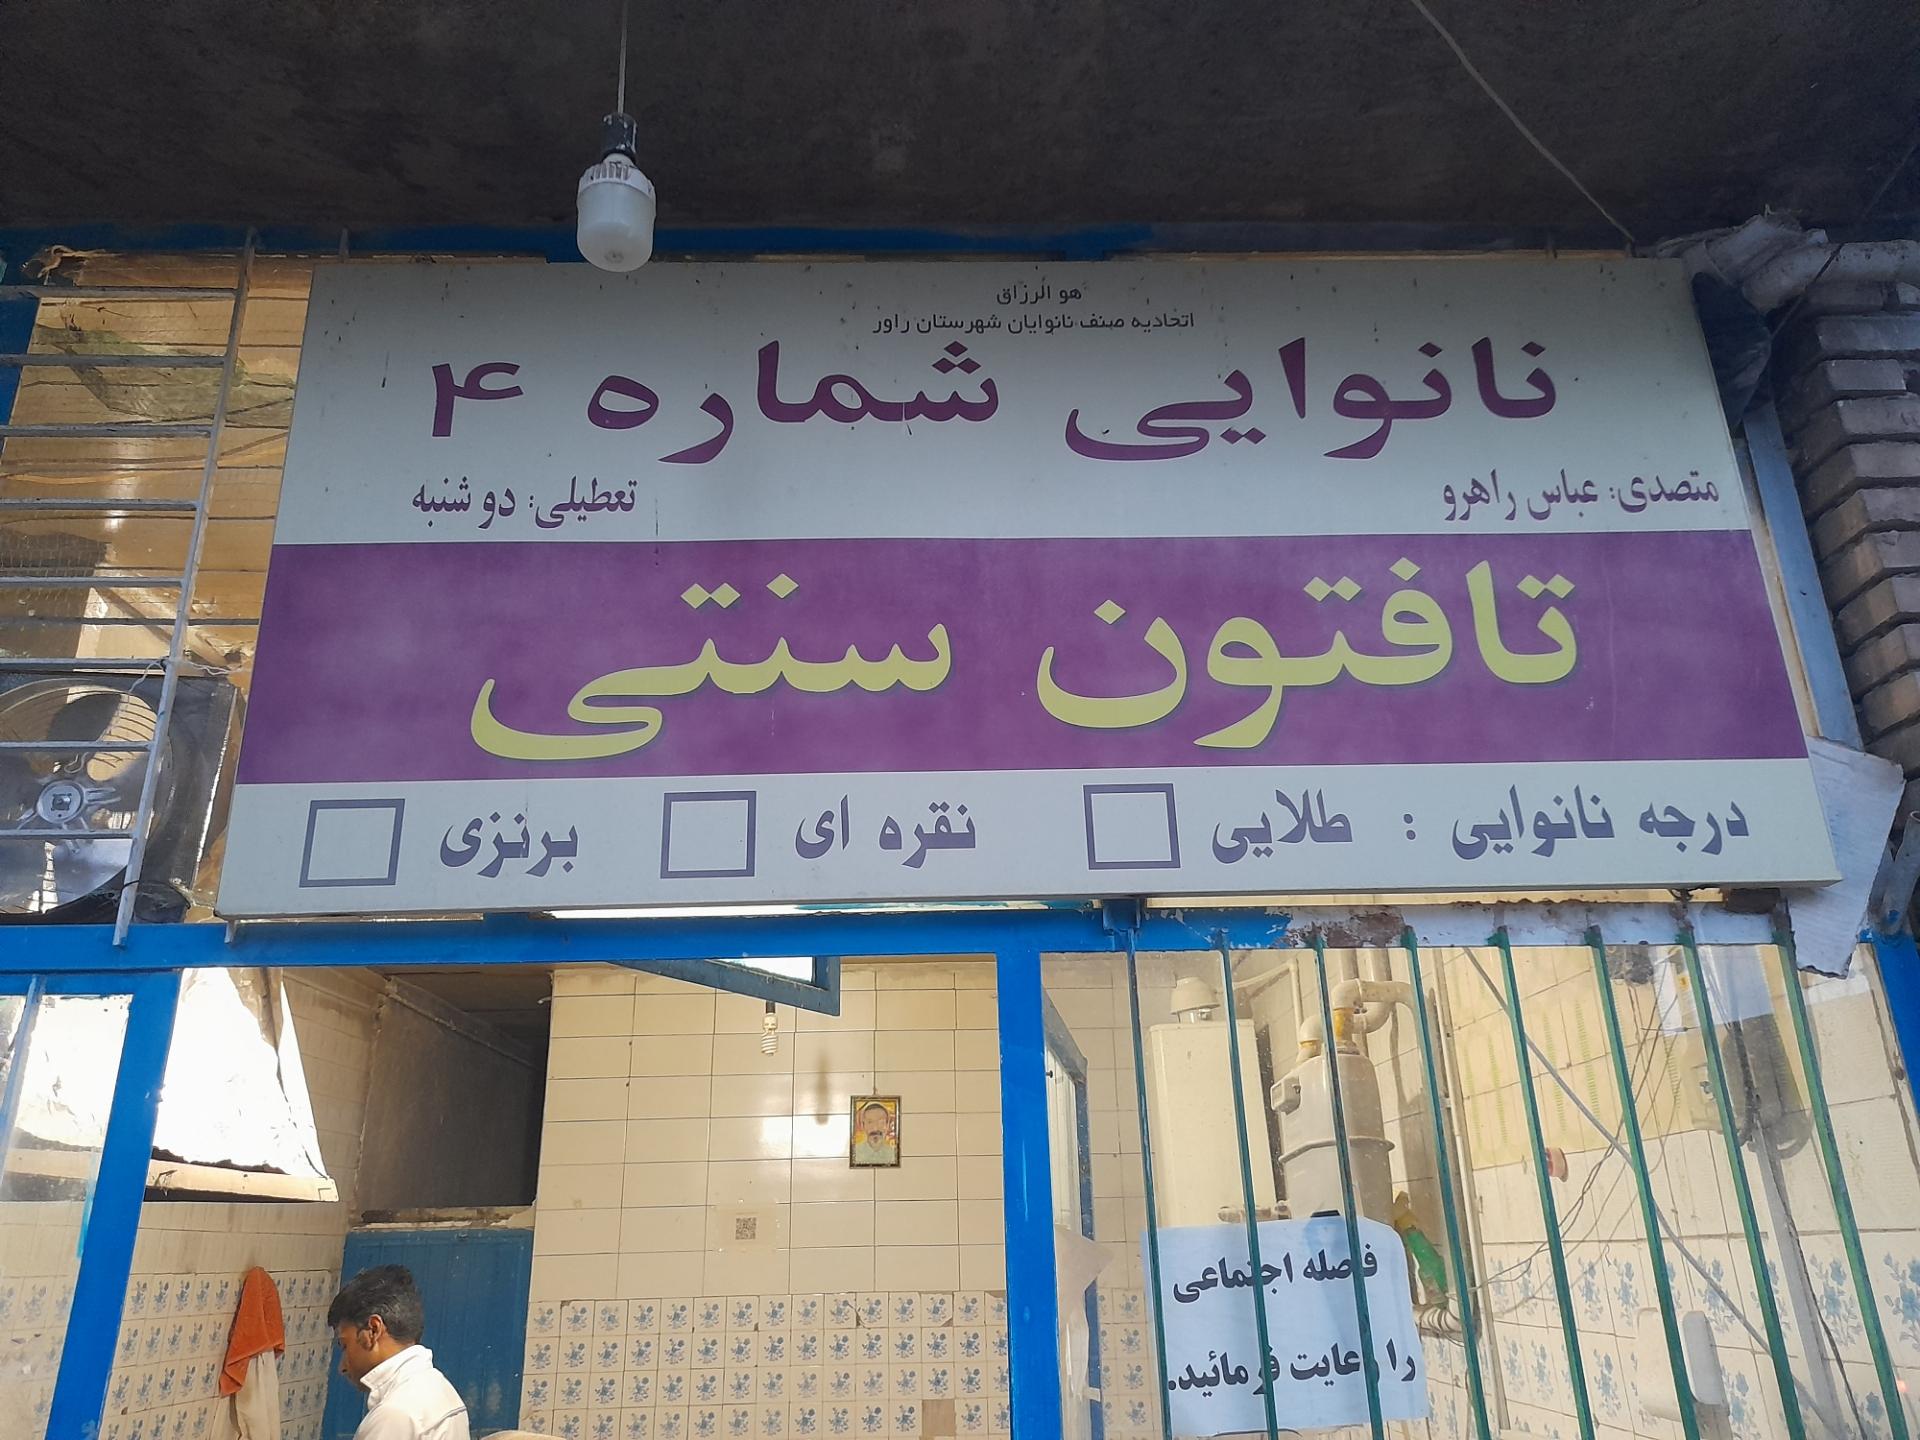 هو الرزاق
اتحادیه صنف نانوایان شهرستان راور
نانوایی شماره ۴
متصدی: عباس راهرو
تعطیلی: دو شنبه
تافتون سنتی
درجه نانوایی : طلایی نقره ای برنزی
فاصله اجتماعی
را رعایت فرمائید.